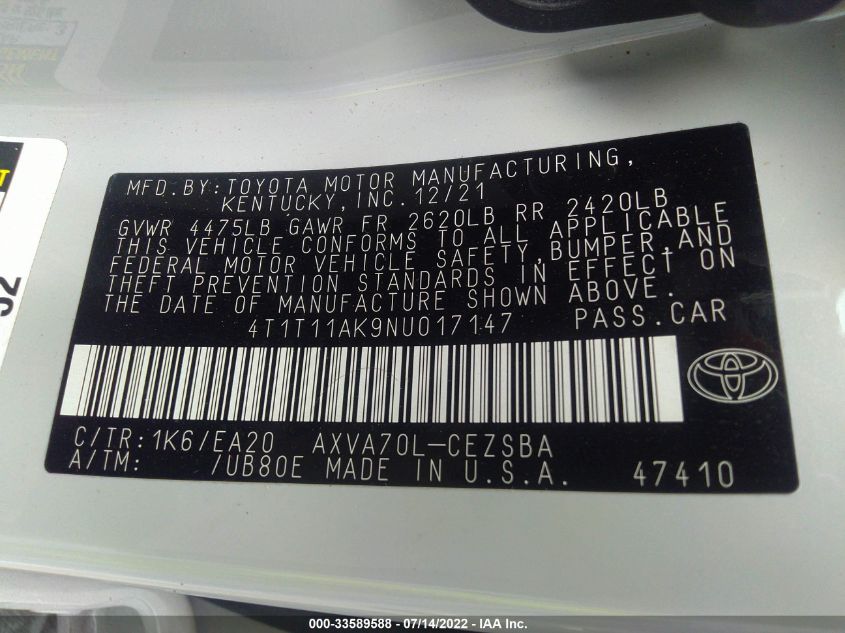 MFD.BY:TOYOTA MOTOR MANUFACTURING,
KENTUCKY,INC.12/21
GVWR 4475LB GAWR FR 2620LB RR 2420LB
THIS VEHICLE CONFORMS TO ALL APPLICABLE
FEDERAL MOTOR VEHICLE SAFETY,BUMPER,AND
THEFT PREVENTION STANDARDS IN EFFECT ON
THE DATE OF MANUFACTURE SHOWN ABOVE.
4T1T11AK9NU017147 PASS.CAR
C/TR:1K6/EA20 AXVA70L-CEZSBA
A/TM: /UB80E MADE IN U.S.A. 47410
000-33589588 - 07/14/2022 - IAA Inc.